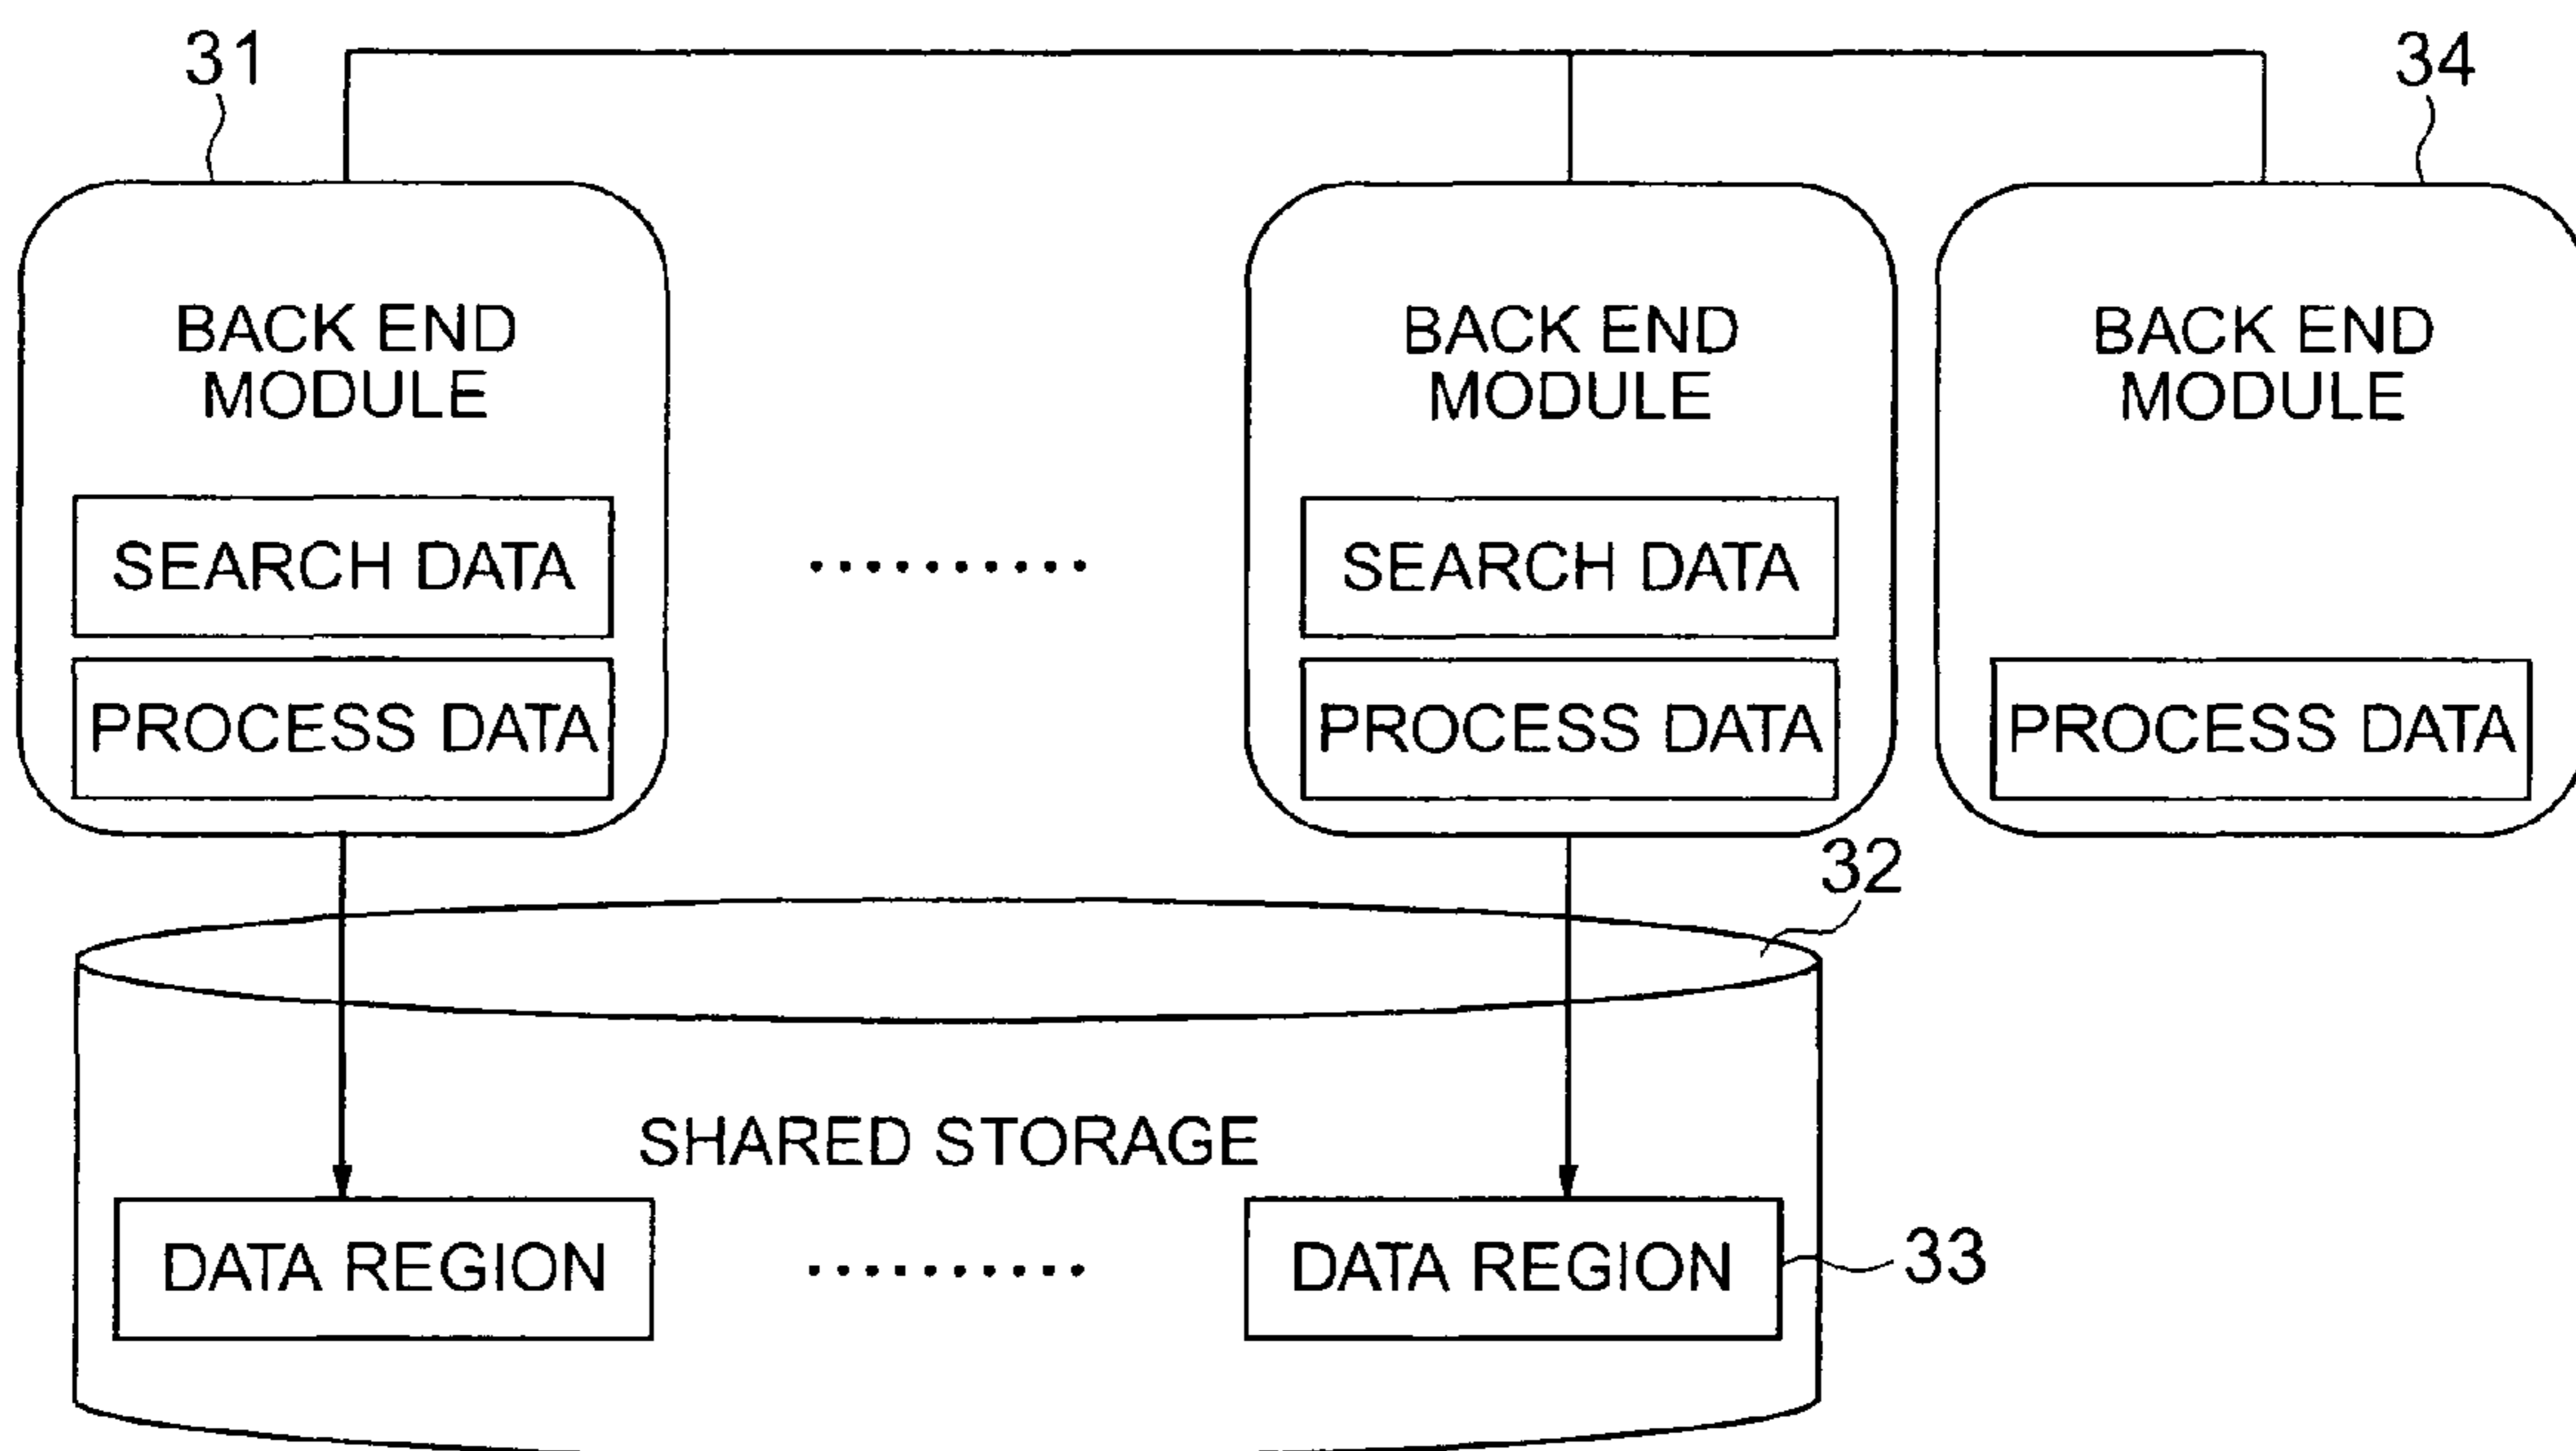 31
34
BACK END
MODULE
SEARCH DATA
PROCESS DATA
BACK END
MODULE
SEARCH DATA
PROCESS DATA
BACK END
MODULE
PROCESS DATA
32
SHARED STORAGE
DATA REGION
DATA REGION
33